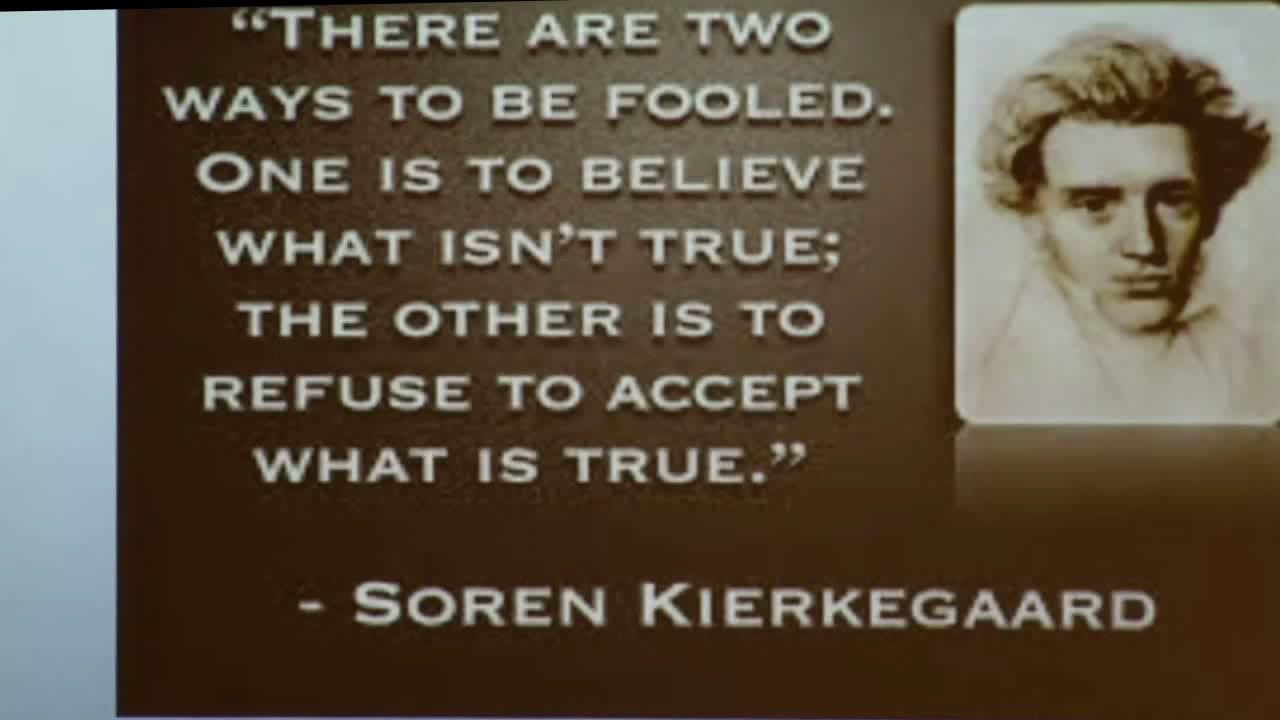 “THERE ARE TWO
WAYS TO BE FOOLED.
ONE IS TO BELIEVE
WHAT ISN’T TRUE;
THE OTHER IS TO
REFUSE TO ACCEPT
WHAT IS TRUE.”
- SOREN KIERKEGAARD